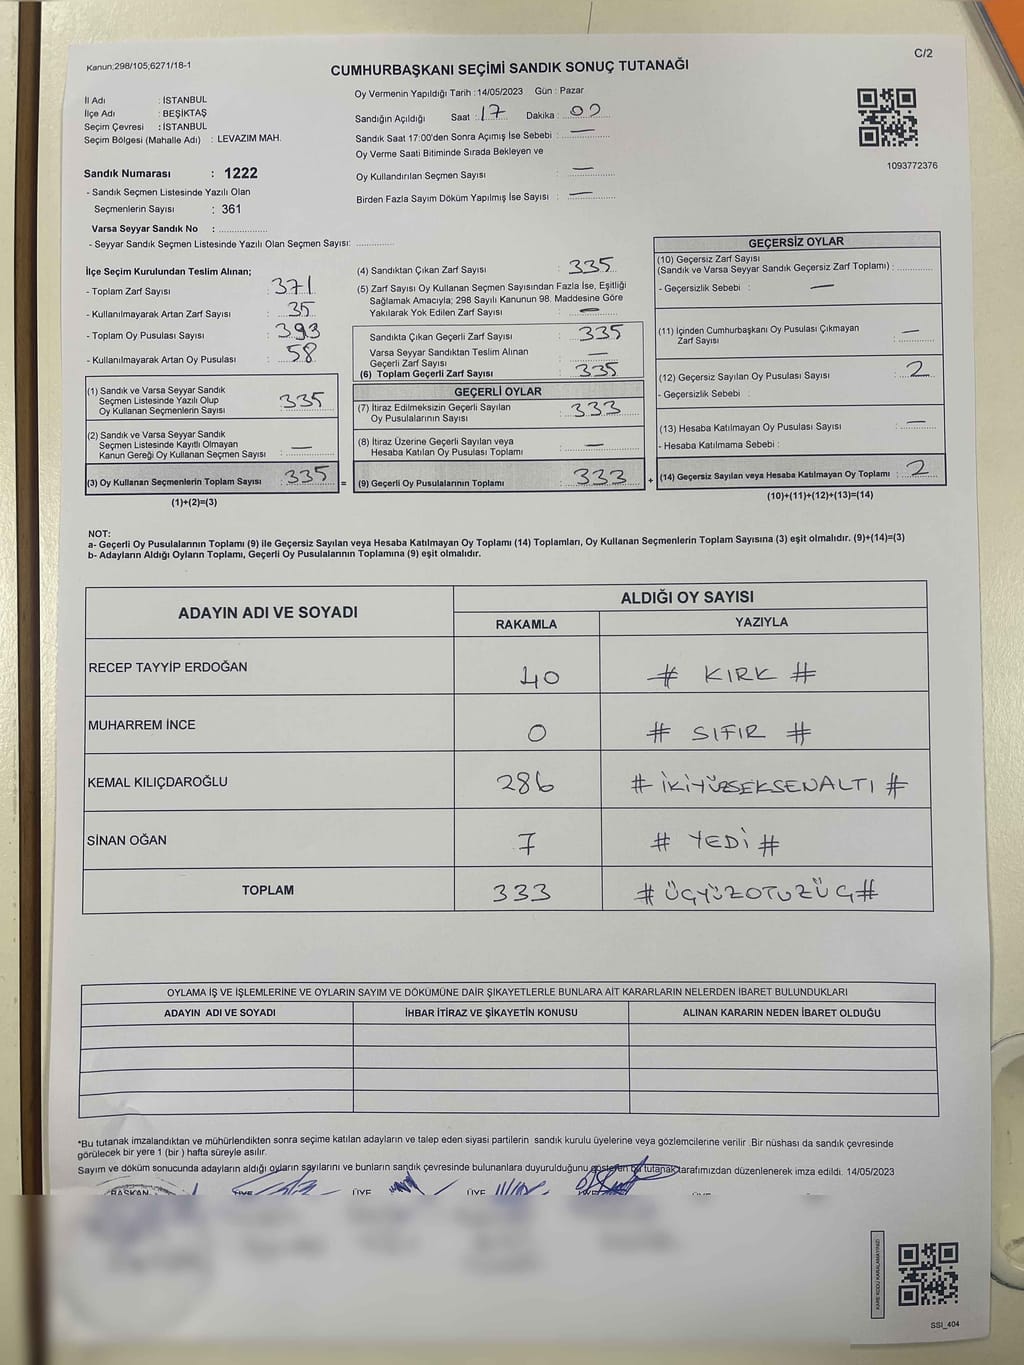 Kanun;298/105,6271/18-1
C/2
CUMHURBAŞKANI SEÇİMİ SANDIK SONUÇ TUTANAĞI
İl Adı : İSTANBUL
İlçe Adı : BEŞİKTAŞ
Seçim Çevresi : İSTANBUL
Seçim Bölgesi (Mahalle Adı) : LEVAZIM MAH.
Sandık Numarası : 1222
- Sandık Seçmen Listesinde Yazılı Olan
Seçmenlerin Sayısı : 361
Varsa Seyyar Sandık No : ....................
- Seyyar Sandık Seçmen Listesinde Yazılı Olan Seçmen Sayısı: ...............
Oy Vermenin Yapıldığı Tarih : 14/05/2023 Gün : Pazar
Sandığın Açıldığı Saat : 17 Dakika : 00
Sandık Saat 17:00'den Sonra Açımış İse Sebebi : —
Oy Verme Saati Bitiminde Sırada Bekleyen ve
Oy Kullandırılan Seçmen Sayısı : —
Birden Fazla Sayım Döküm Yapılmış İse Sayısı : —
1093772376
İlçe Seçim Kurulundan Teslim Alınan;
- Toplam Zarf Sayısı : 371
- Kullanılmayarak Artan Zarf Sayısı : 35
- Toplam Oy Pusulası Sayısı : 393
- Kullanılmayarak Artan Oy Pusulası : 58
(1) Sandık ve Varsa Seyyar Sandık
Seçmen Listesinde Yazılı Olup
Oy Kullanan Seçmenlerin Sayısı : 335
(2) Sandık ve Varsa Seyyar Sandık
Seçmen Listesinde Kayıtlı Olmayan
Kanun Gereği Oy Kullanan Seçmen Sayısı : —
(3) Oy Kullanan Seçmenlerin Toplam Sayısı : 335 =
(1)+(2)=(3)
(4) Sandıktan Çıkan Zarf Sayısı : 335
(5) Zarf Sayısı Oy Kullanan Seçmen Sayısından Fazla İse, Eşitliği
Sağlamak Amacıyla; 298 Sayılı Kanunun 98. Maddesine Göre
Yakılarak Yok Edilen Zarf Sayısı : —
Sandıkta Çıkan Geçerli Zarf Sayısı : 335
Varsa Seyyar Sandıktan Teslim Alınan
Geçerli Zarf Sayısı : —
(6) Toplam Geçerli Zarf Sayısı : 335
GEÇERLİ OYLAR
(7) İtiraz Edilmeksizin Geçerli Sayılan
Oy Pusulalarının Sayısı : 333
(8) İtiraz Üzerine Geçerli Sayılan veya
Hesaba Katılan Oy Pusulası Toplamı : —
(9) Geçerli Oy Pusulalarının Toplamı : 333 +
GEÇERSİZ OYLAR
(10) Geçersiz Zarf Sayısı
(Sandık ve Varsa Seyyar Sandık Geçersiz Zarf Toplamı) : ............
- Geçersizlik Sebebi : —
(11) İçinden Cumhurbaşkanı Oy Pusulası Çıkmayan
Zarf Sayısı : —
(12) Geçersiz Sayılan Oy Pusulası Sayısı : 2
- Geçersizlik Sebebi :
(13) Hesaba Katılmayan Oy Pusulası Sayısı : —
- Hesaba Katılmama Sebebi :
(14) Geçersiz Sayılan veya Hesaba Katılmayan Oy Toplamı : 2
(10)+(11)+(12)+(13)=(14)
NOT:
a- Geçerli Oy Pusulalarının Toplamı (9) ile Geçersiz Sayılan veya Hesaba Katılmayan Oy Toplamı (14) Toplamları, Oy Kullanan Seçmenlerin Toplam Sayısına (3) eşit olmalıdır. (9)+(14)=(3)
b- Adayların Aldığı Oyların Toplamı, Geçerli Oy Pusulalarının Toplamına (9) eşit olmalıdır.
ADAYIN ADI VE SOYADI
ALDIĞI OY SAYISI
RAKAMLA YAZIYLA
RECEP TAYYİP ERDOĞAN 40 # KIRK #
MUHARREM İNCE 0 # SIFIR #
KEMAL KILIÇDAROĞLU 286 # İKİYÜZSEKSENALTI #
SİNAN OĞAN 7 # YEDİ #
TOPLAM 333 # ÜÇYÜZOTUZÜÇ #
OYLAMA İŞ VE İŞLEMLERİNE VE OYLARIN SAYIM VE DÖKÜMÜNE DAİR ŞİKAYETLERLE BUNLARA AİT KARARLARIN NELERDEN İBARET BULUNDUKLARI
ADAYIN ADI VE SOYADI İHBAR İTİRAZ VE ŞİKAYETİN KONUSU ALINAN KARARIN NEDEN İBARET OLDUĞU
*Bu tutanak imzalandıktan ve mühürlendikten sonra seçime katılan adayların ve talep eden siyasi partilerin sandık kurulu üyelerine veya gözlemcilerine verilir .Bir nüshası da sandık çevresinde
görülecek bir yere 1 (bir ) hafta süreyle asılır.
Sayım ve döküm sonucunda adayların aldığı oyların sayılarını ve bunların sandık çevresinde bulunanlara duyurulduğunu gösteren bu tutanak tarafımızdan düzenlenerek imza edildi. 14/05/2023
BAŞKAN ÜYE ÜYE ÜYE ÜYE
KARE KODU KARALAMAYINIZ!
SSI_404